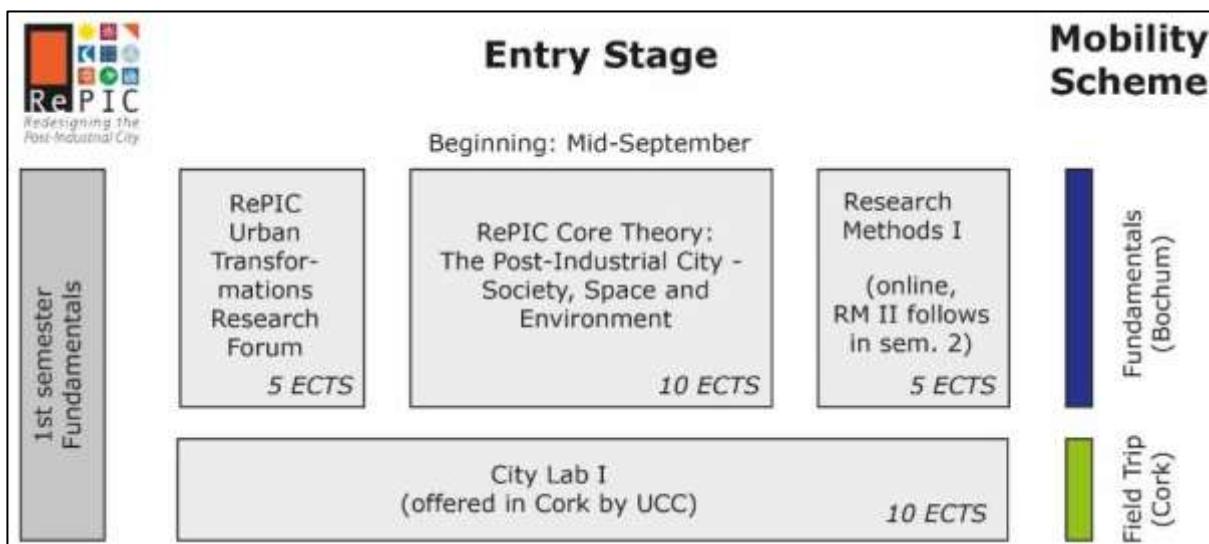 RePIC
Redesigning the
Post-Industrial City
Entry Stage
Mobility
Scheme
Beginning: Mid-September
1st semester
Fundamentals
RePIC
Urban
Transfor-
mations
Research
Forum
5 ECTS
RePIC Core Theory:
The Post-Industrial City -
Society, Space and
Environment
10 ECTS
Research
Methods I
(online,
RM II follows
in sem. 2)
5 ECTS
Fundamentals
(Bochum)
City Lab I
(offered in Cork by UCC)
10 ECTS
Field Trip
(Cork)